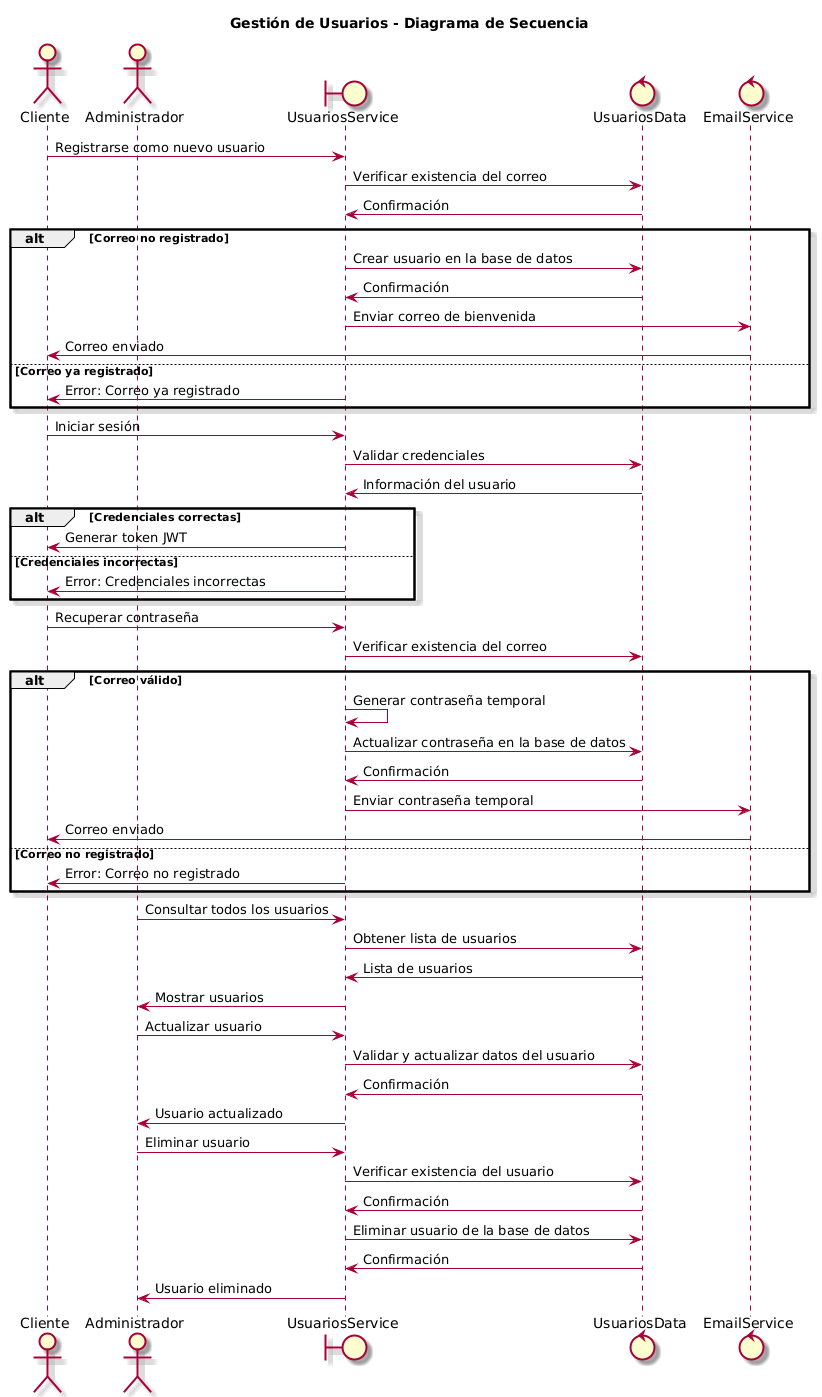 Gestión de Usuarios - Diagrama de Secuencia
Cliente Administrador UsuariosService UsuariosData EmailService
Registrarse como nuevo usuario
Verificar existencia del correo
Confirmación
alt [Correo no registrado]
Crear usuario en la base de datos
Confirmación
Enviar correo de bienvenida
Correo enviado
[Correo ya registrado]
Error: Correo ya registrado
Iniciar sesión
Validar credenciales
Información del usuario
alt [Credenciales correctas]
Generar token JWT
[Credenciales incorrectas]
Error: Credenciales incorrectas
Recuperar contraseña
Verificar existencia del correo
alt [Correo válido]
Generar contraseña temporal
Actualizar contraseña en la base de datos
Confirmación
Enviar contraseña temporal
Correo enviado
[Correo no registrado]
Error: Correo no registrado
Consultar todos los usuarios
Obtener lista de usuarios
Lista de usuarios
Mostrar usuarios
Actualizar usuario
Validar y actualizar datos del usuario
Confirmación
Usuario actualizado
Eliminar usuario
Verificar existencia del usuario
Confirmación
Eliminar usuario de la base de datos
Confirmación
Usuario eliminado
Cliente Administrador UsuariosService UsuariosData EmailService